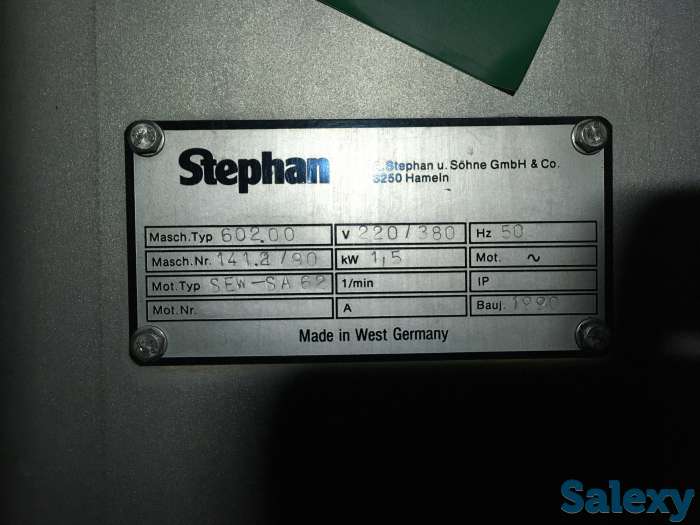 Stephan
Stephan u. Söhne GmbH & Co.
3250 Hameln
Masch.Typ 602.00 V 220/380 Hz 50
Masch.Nr. 141.2/90 kW 1,5 Mot. ~
Mot.Typ SEW-SA 62 1/min IP
Mot.Nr. A Bauj. 1990
Made in West Germany
Salexy